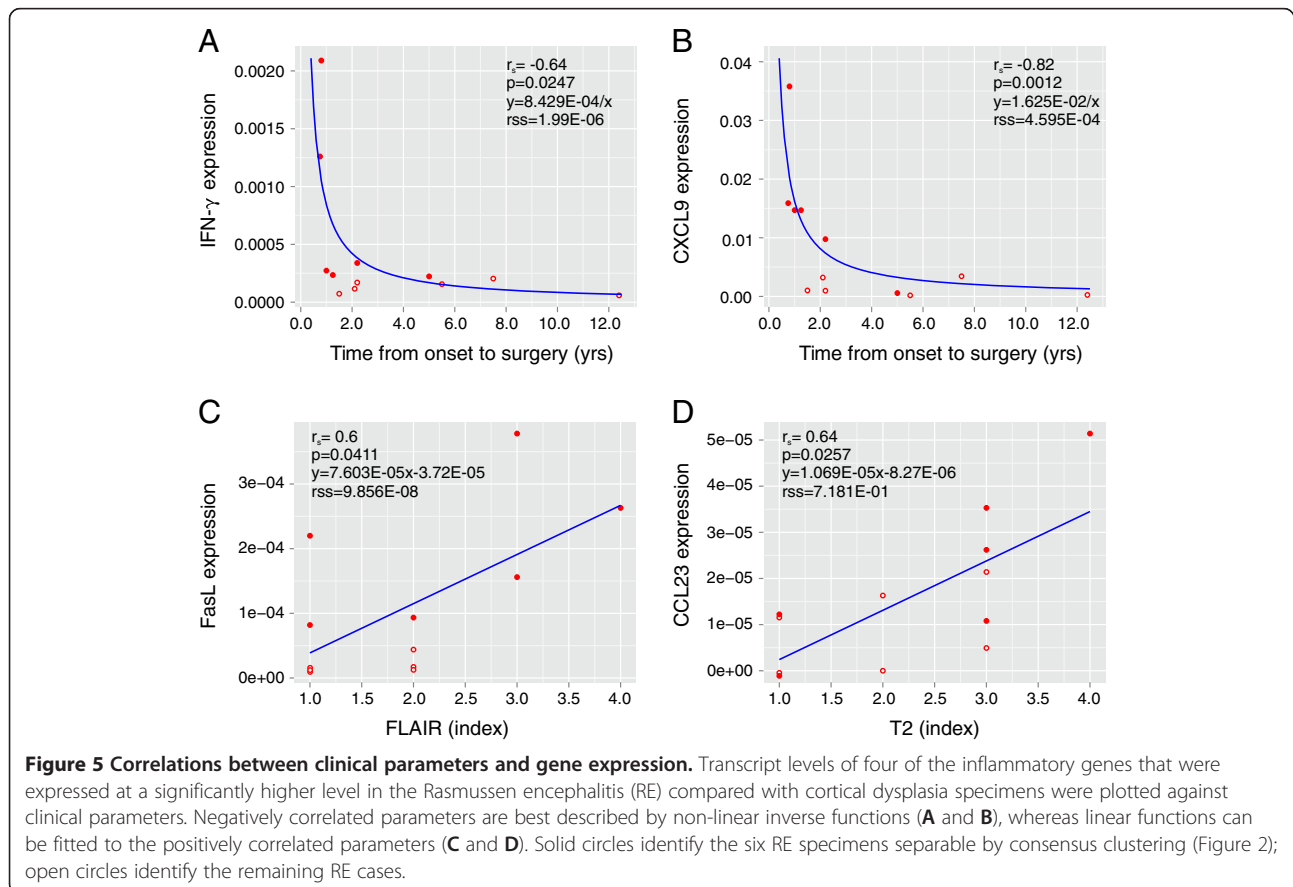 A
r_s= -0.64
p=0.0247
y=8.429E-04/x
rss=1.99E-06
IFN-γ expression
0.0020
0.0015
0.0010
0.0005
0.0000
0.0 2.0 4.0 6.0 8.0 10.0 12.0
Time from onset to surgery (yrs)
B
r_s= -0.82
p=0.0012
y=1.625E-02/x
rss=4.595E-04
CXCL9 expression
0.04
0.03
0.02
0.01
0.00
0.0 2.0 4.0 6.0 8.0 10.0 12.0
Time from onset to surgery (yrs)
C
r_s= 0.6
p=0.0411
y=7.603E-05x-3.72E-05
rss=9.856E-08
FasL expression
3e−04
2e−04
1e−04
0e+00
1.0 1.5 2.0 2.5 3.0 3.5 4.0
FLAIR (index)
D
r_s= 0.64
p=0.0257
y=1.069E-05x-8.27E-06
rss=7.181E-01
CCL23 expression
5e−05
4e−05
3e−05
2e−05
1e−05
0e+00
1.0 1.5 2.0 2.5 3.0 3.5 4.0
T2 (index)
Figure 5 Correlations between clinical parameters and gene expression. Transcript levels of four of the inflammatory genes that were
expressed at a significantly higher level in the Rasmussen encephalitis (RE) compared with cortical dysplasia specimens were plotted against
clinical parameters. Negatively correlated parameters are best described by non-linear inverse functions (A and B), whereas linear functions can
be fitted to the positively correlated parameters (C and D). Solid circles identify the six RE specimens separable by consensus clustering (Figure 2);
open circles identify the remaining RE cases.